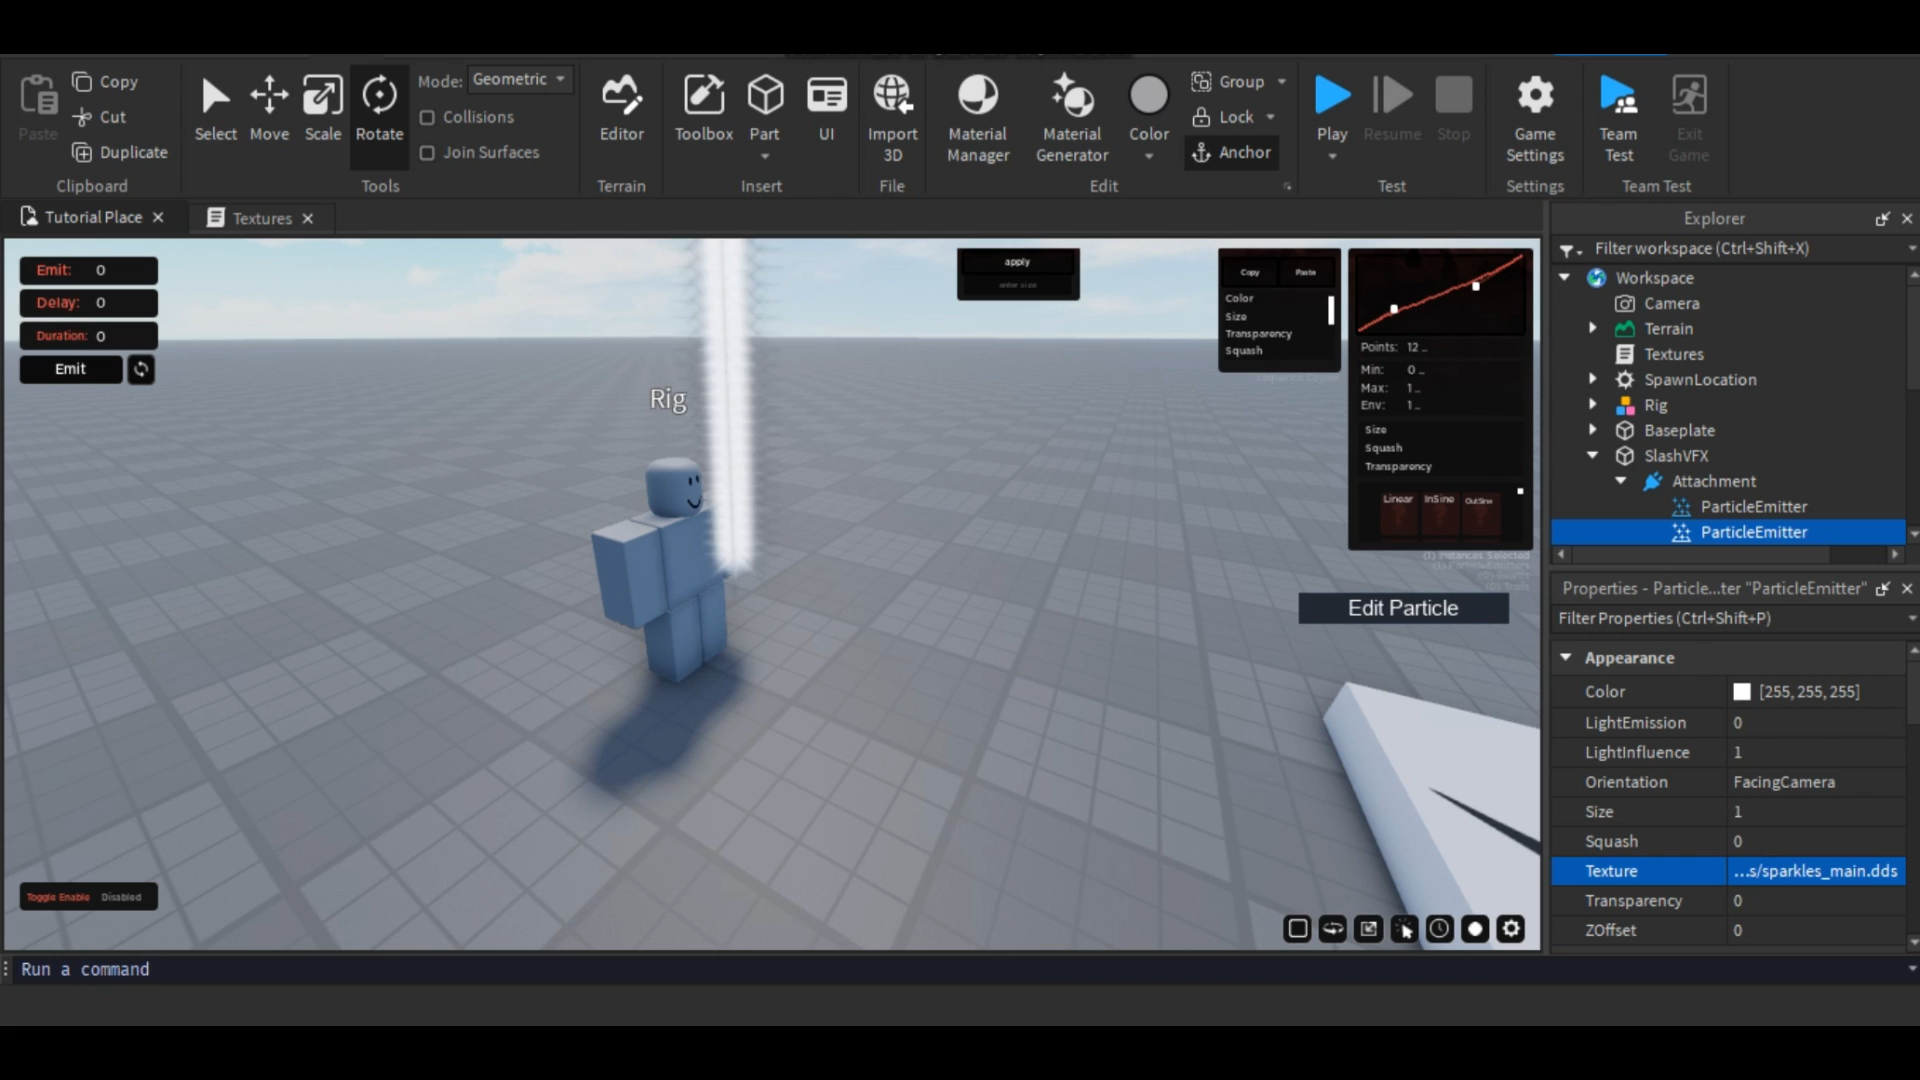 Paste
Copy
Cut
Duplicate
Clipboard
Select
Move
Scale
Rotate
Mode: Geometric
Collisions
Join Surfaces
Tools
Editor
Terrain
Toolbox
Part
UI
Insert
Import
3D
File
Material
Manager
Material
Generator
Color
Group
Lock
Anchor
Edit
Play
Resume
Stop
Test
Game
Settings
Settings
Team
Test
Exit
Game
Team Test
Tutorial Place
Textures
Emit: 0
Delay: 0
Duration: 0
Emit
Rig
apply
enter size
Copy Paste
Color
Size
Transparency
Squash
Points: 12 ..
Min: 0 ..
Max: 1 ..
Env: 1 ..
Size
Squash
Transparency
Linear InSine OutSine
(1) Instances Selected
Edit Particle
Toggle Enable Disabled
Explorer
Filter workspace (Ctrl+Shift+X)
Workspace
Camera
Terrain
Textures
SpawnLocation
Rig
Baseplate
SlashVFX
Attachment
ParticleEmitter
ParticleEmitter
Properties - Particle...ter "ParticleEmitter"
Filter Properties (Ctrl+Shift+P)
Appearance
Color [255, 255, 255]
LightEmission 0
LightInfluence 1
Orientation FacingCamera
Size 1
Squash 0
Texture ...s/sparkles_main.dds
Transparency 0
ZOffset 0
Run a command